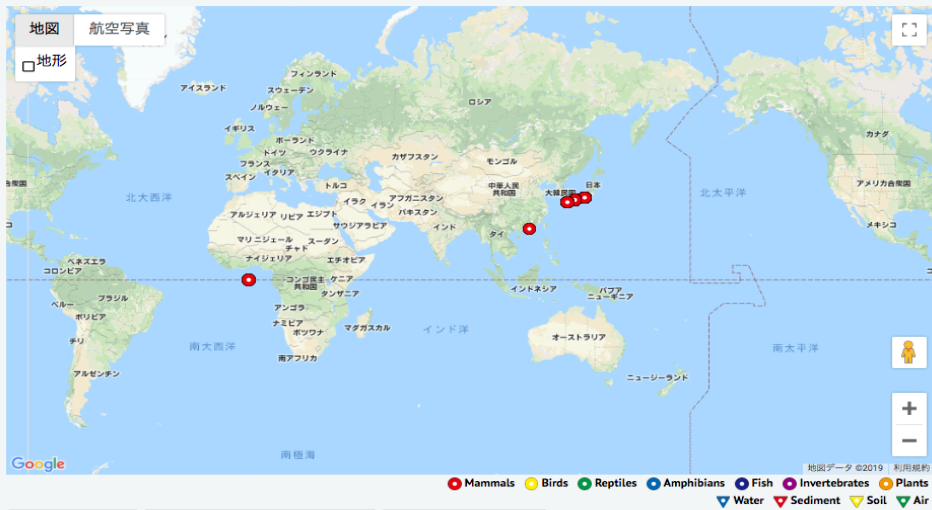 地図 航空写真
地形
アイスランド
フィンランド
スウェーデン
ノルウェー
ロシア
イギリス
ポーランド
ドイツ ウクライナ
フランス
スペイン イタリア
カザフスタン
モンゴル
カナダ
合衆国
北大西洋
トルコ
イラク イラン
アフガニスタン
パキスタン
中華人民
共和国
大韓民国
日本
北太平洋
アメリカ合衆国
メキシコ
アルジェリア リビア エジプト
サウジアラビア
インド
マリ ニジェール スーダン
チャド
ナイジェリア
エチオピア
タイ
ベネズエラ
コロンビア
コンゴ民主
共和国
ケニア
タンザニア
インドネシア
パプア
ニューギニア
ペルー
ブラジル
ボリビア
アンゴラ
ナミビア
ボツワナ
マダガスカル
インド洋
オーストラリア
チリ
南大西洋
南アフリカ
南太平洋
アルゼンチン
ニュージーランド
南極海
Google
地図データ ©2019 利用規約
Mammals Birds Reptiles Amphibians Fish Invertebrates Plants
Water Sediment Soil Air